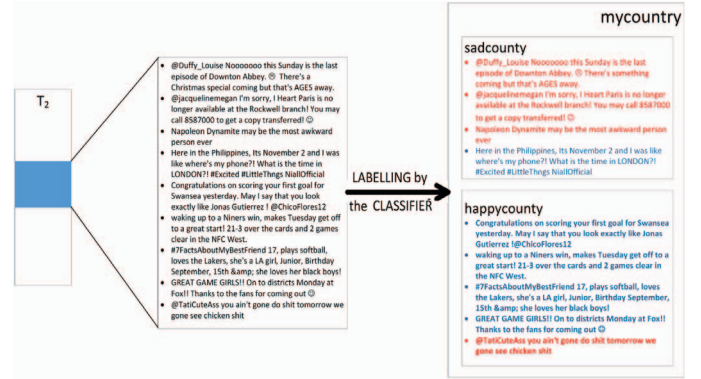 T2
@Duffy_Louise Nooooooo this Sunday is the last
episode of Downton Abbey. ☹ There's a
Christmas special coming but that's AGES away.
@jacquelinemegan I'm sorry, I Heart Paris is no
longer available at the Rockwell branch! You may
call 8587000 to get a copy transferred! ☺
Napoleon Dynamite may be the most awkward
person ever
Here in the Philippines, Its November 2 and I was
like where's my phone?! What is the time in
LONDON?! #Excited #LittleThngs NiallOfficial
Congratulations on scoring your first goal for
Swansea yesterday. May I say that you look
exactly like Jonas Gutierrez ! @ChicoFlores12
waking up to a Niners win, makes Tuesday get off
to a great start! 21-3 over the cards and 2 games
clear in the NFC West.
#7FactsAboutMyBestFriend 17, plays softball,
loves the Lakers, she's a LA girl, Junior, Birthday
September, 15th &amp; she loves her black boys!
GREAT GAME GIRLS!! On to districts Monday at
Fox!! Thanks to the fans for coming out ☺
@TatiCuteAss you ain't gone do shit tomorrow we
gone see chicken shit
LABELLING by
the CLASSIFIER
mycountry
sadcounty
@Duffy_Louise Nooooooo this Sunday is the last
episode of Downton Abbey. ☹ There's something
coming but that's AGES away.
@jacquelinemegan I'm sorry, I Heart Paris is no longer
available at the Rockwell branch! You may call 8587000
to get a copy transferred! ☺
Napoleon Dynamite may be the most awkward person
ever
Here in the Philippines, Its November 2 and I was like
where's my phone?! What is the time in LONDON?!
#Excited #LittleThngs NiallOfficial
happycounty
Congratulations on scoring your first goal for Swansea
yesterday. May I say that you look exactly like Jonas
Gutierrez !@ChicoFlores12
waking up to a Niners win, makes Tuesday get off to a
great start! 21-3 over the cards and 2 games clear in
the NFC West.
#7FactsAboutMyBestFriend 17, plays softball, loves
the Lakers, she's a LA girl, Junior, Birthday September,
15th &amp; she loves her black boys!
GREAT GAME GIRLS!! On to districts Monday at Fox!!
Thanks to the fans for coming out ☺
@TatiCuteAss you ain't gone do shit tomorrow we
gone see chicken shit